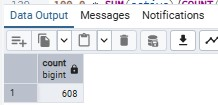 Data Output Messages Notifications
count
bigint
1 608